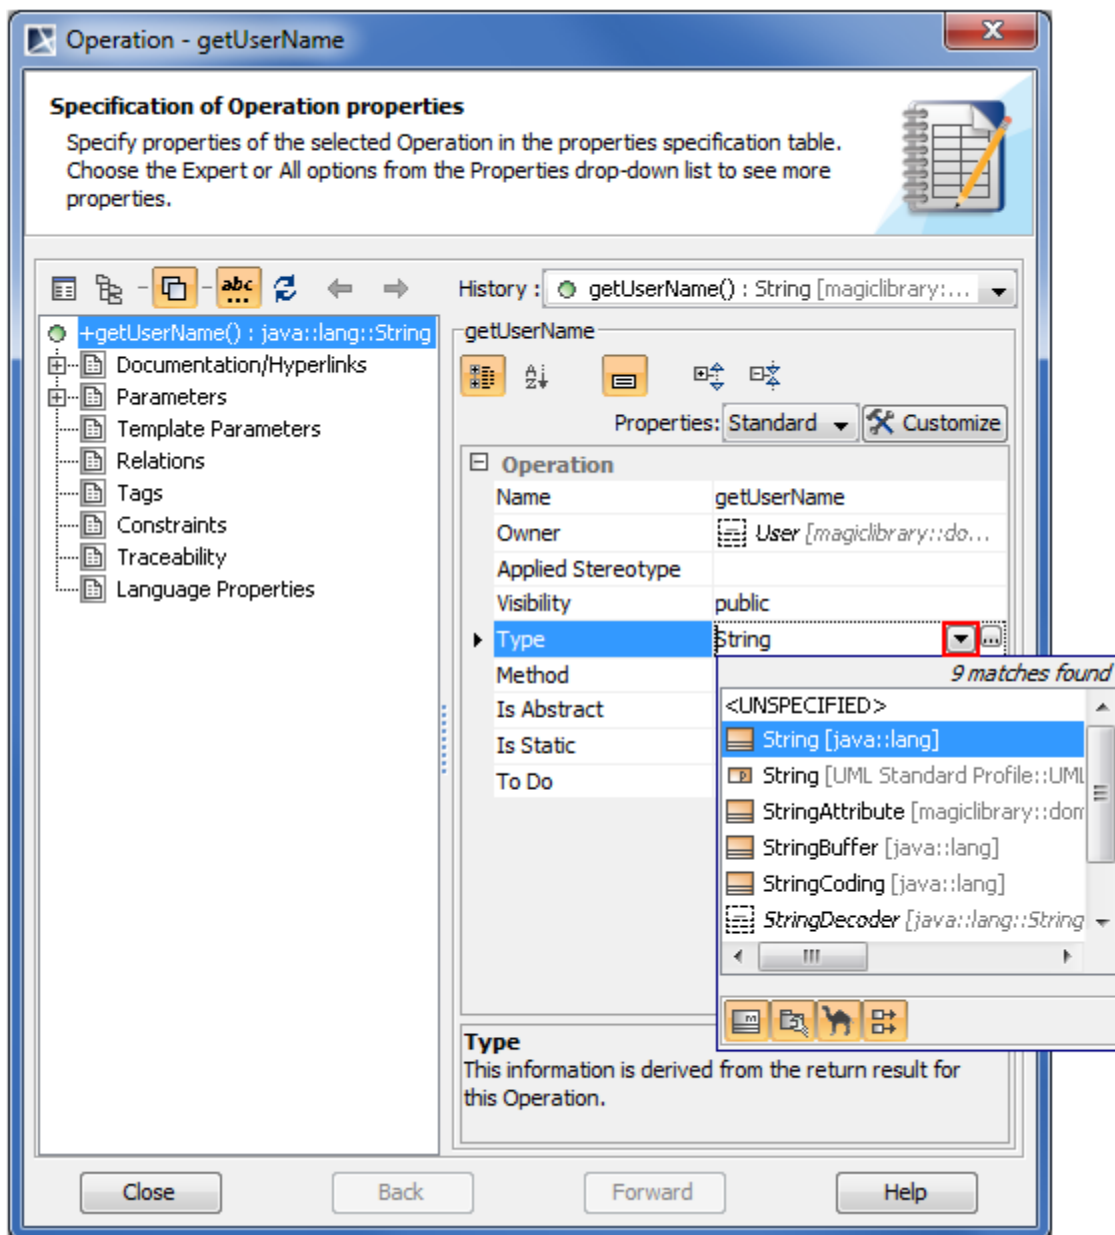 Operation - getUserName
Specification of Operation properties
Specify properties of the selected Operation in the properties specification table.
Choose the Expert or All options from the Properties drop-down list to see more
properties.
abc
History : getUserName() : String [magiclibrary:...
+getUserName() : java::lang::String
Documentation/Hyperlinks
Parameters
Template Parameters
Relations
Tags
Constraints
Traceability
Language Properties
getUserName
Properties: Standard Customize
Operation
Name getUserName
Owner User [magiclibrary::do...
Applied Stereotype
Visibility public
Type String ...
Method
Is Abstract
Is Static
To Do
9 matches found
<UNSPECIFIED>
String [java::lang]
String [UML Standard Profile::UML
StringAttribute [magiclibrary::dom
StringBuffer [java::lang]
StringCoding [java::lang]
StringDecoder [java::lang::String
Type
This information is derived from the return result for
this Operation.
Close Back Forward Help